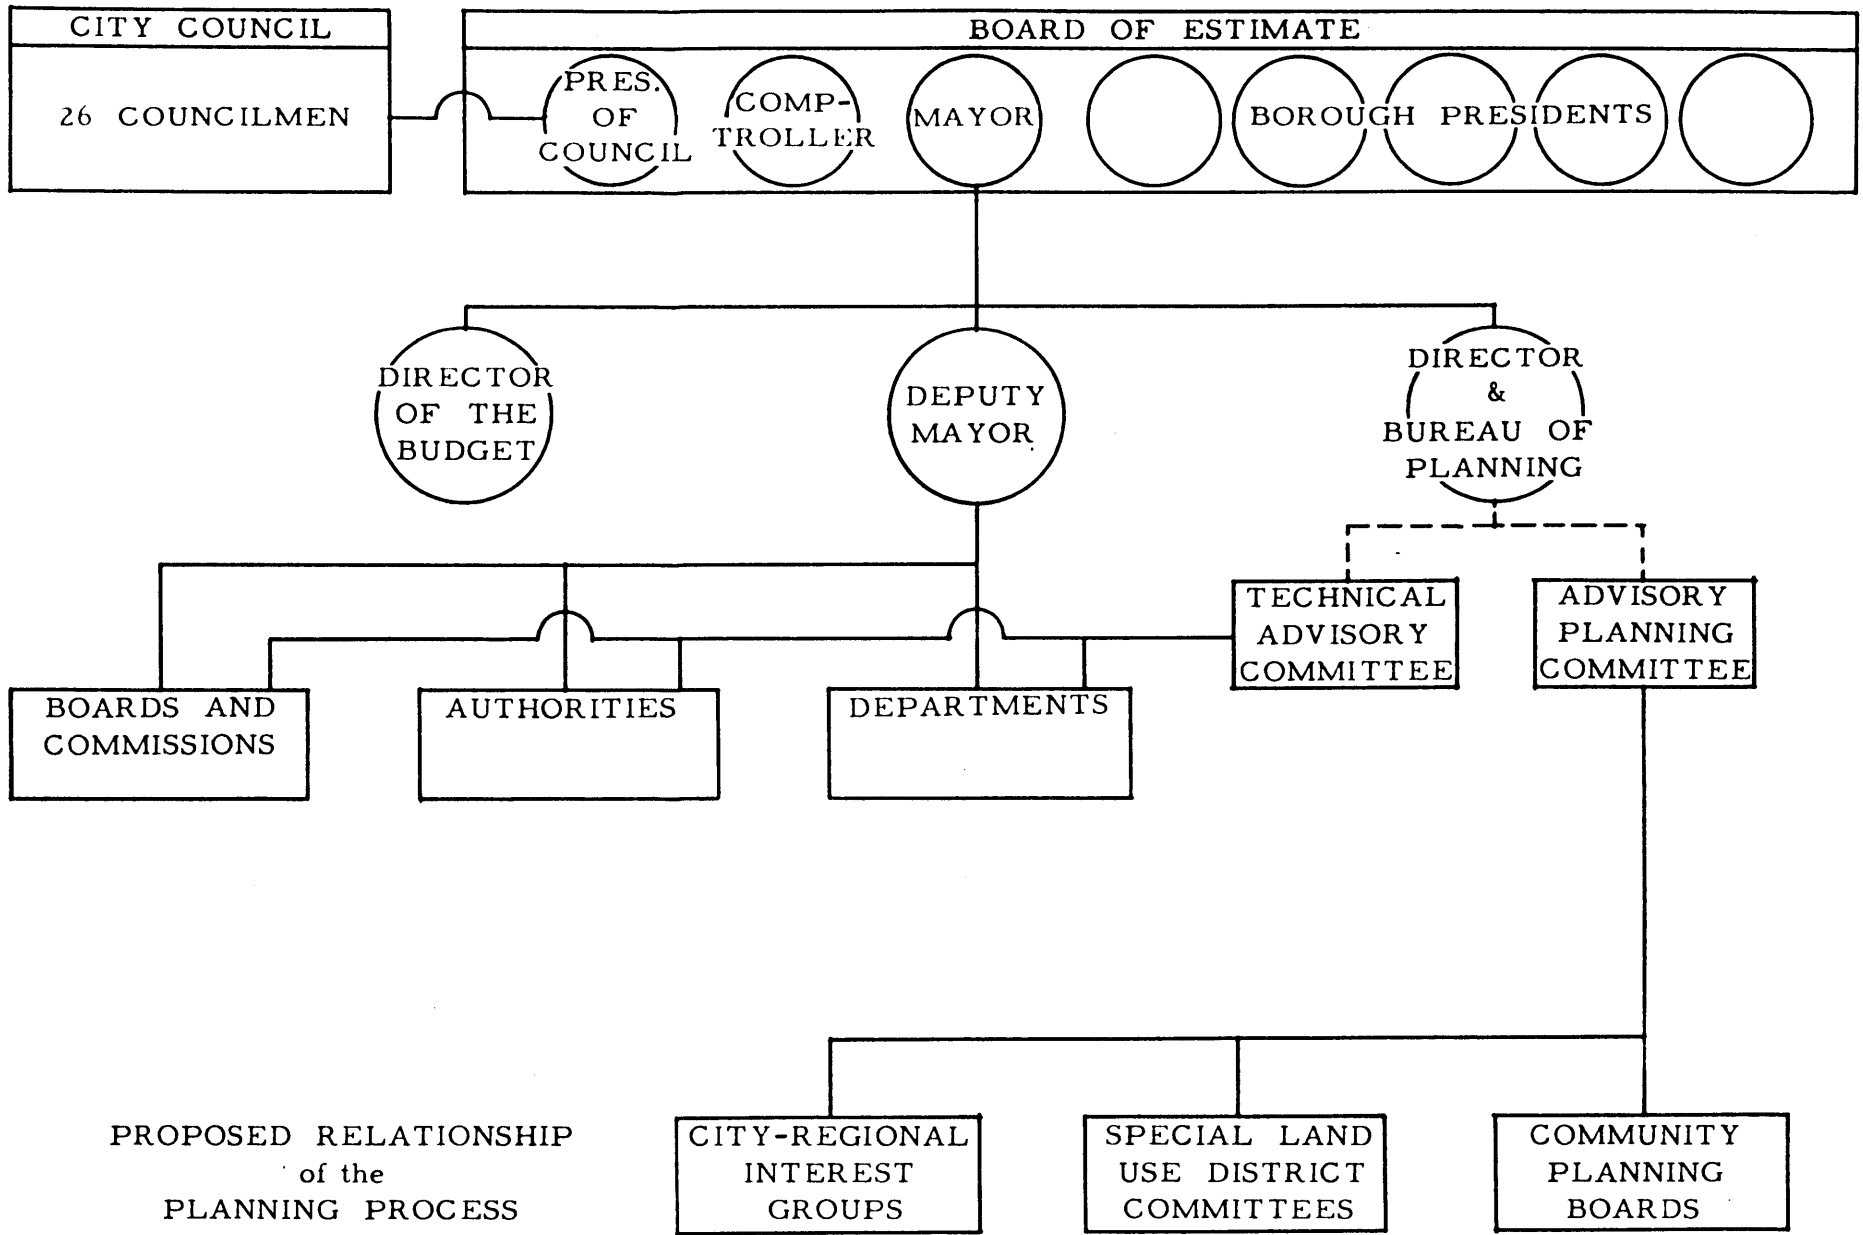 CITY COUNCIL
26 COUNCILMEN
BOARD OF ESTIMATE
PRES.
OF
COUNCIL
COMP-
TROLLER
MAYOR
BOROUGH PRESIDENTS
DIRECTOR
OF THE
BUDGET
DEPUTY
MAYOR
DIRECTOR
&
BUREAU OF
PLANNING
TECHNICAL
ADVISORY
COMMITTEE
ADVISORY
PLANNING
COMMITTEE
BOARDS AND
COMMISSIONS
AUTHORITIES
DEPARTMENTS
CITY-REGIONAL
INTEREST
GROUPS
SPECIAL LAND
USE DISTRICT
COMMITTEES
COMMUNITY
PLANNING
BOARDS
PROPOSED RELATIONSHIP
of the
PLANNING PROCESS